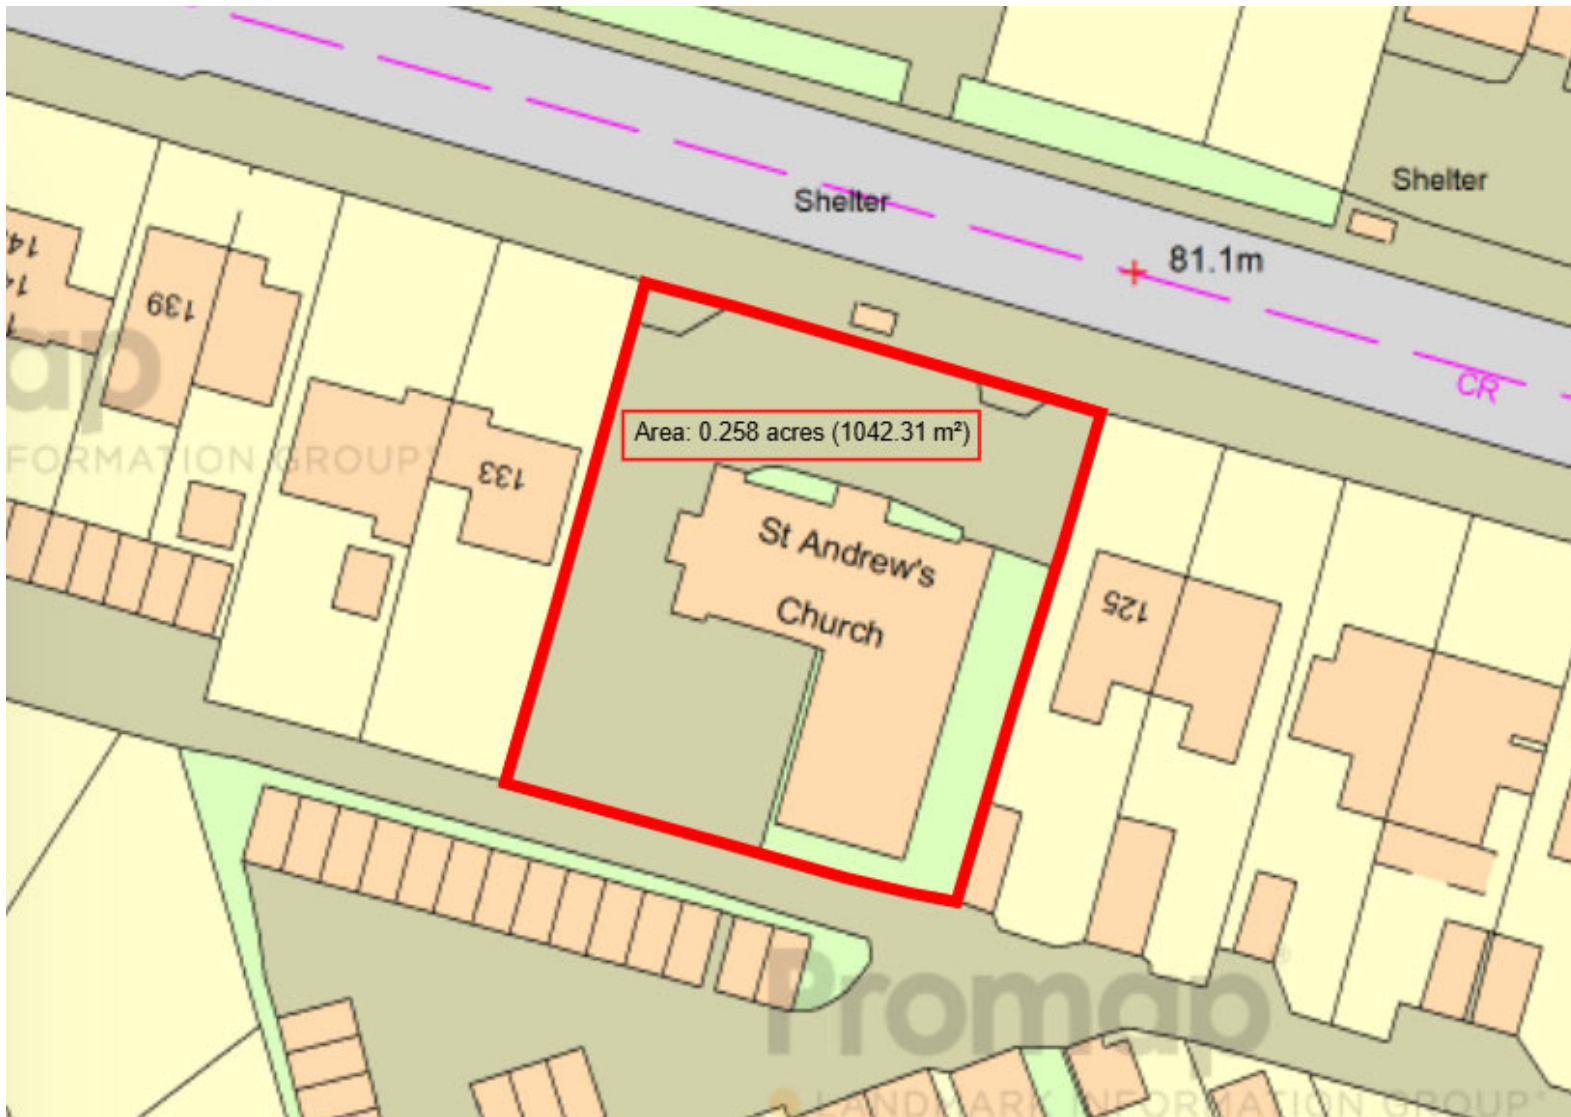 Shelter
Shelter
81.1m
139
CR
Area: 0.258 acres (1042.31 m²)
ap
FORMATION GROUP
133
St Andrew's
Church
125
Promap
LANDMARK INFORMATION GROUP